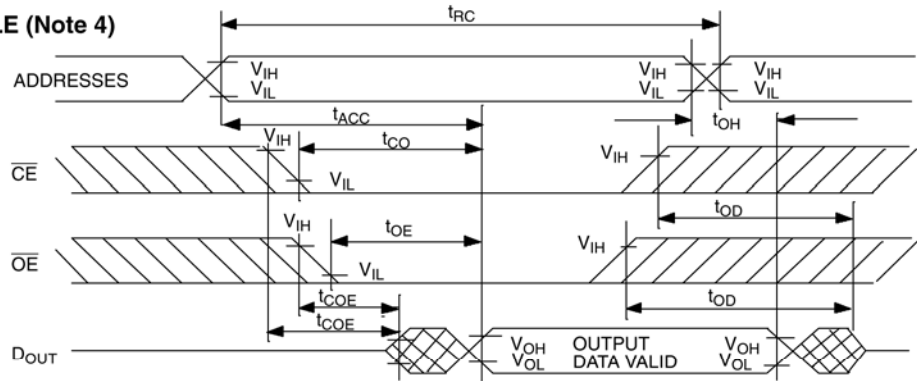 LE (Note 4)
tRC
ADDRESSES
VIH
VIL
VIH
VIL
VIH
VIL
tACC
tOH
CE
VIH
tCO
VIL
VIH
tOD
OE
VIH
tOE
VIL
VIH
tOD
tCOE
tCOE
DOUT
VOH
VOL
OUTPUT
DATA VALID
VOH
VOL